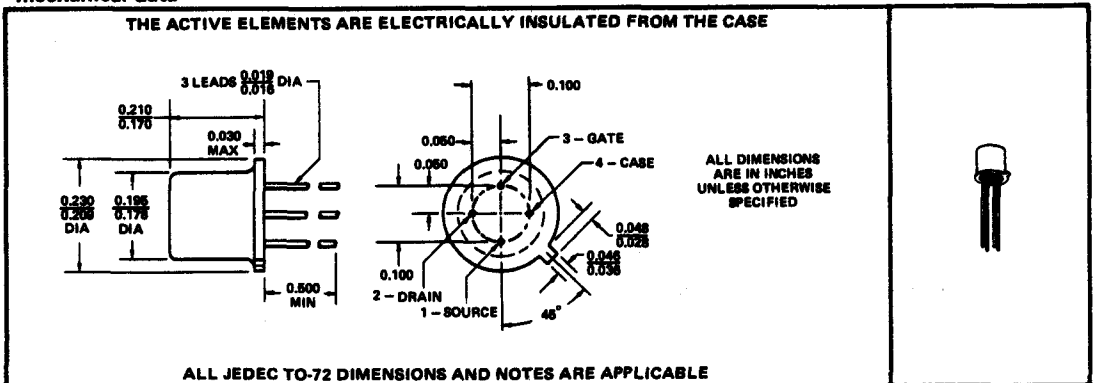 mechanical data
THE ACTIVE ELEMENTS ARE ELECTRICALLY INSULATED FROM THE CASE
3 LEADS 0.019 DIA
0.016
0.100
0.210
0.170
0.030
MAX
0.050
3 – GATE
0.050
4 – CASE
ALL DIMENSIONS
ARE IN INCHES
UNLESS OTHERWISE
SPECIFIED
0.230
0.209
DIA
0.195
0.178
DIA
0.048
0.028
0.046
0.036
0.100
0.500
MIN
2 – DRAIN
1 – SOURCE
45°
ALL JEDEC TO-72 DIMENSIONS AND NOTES ARE APPLICABLE